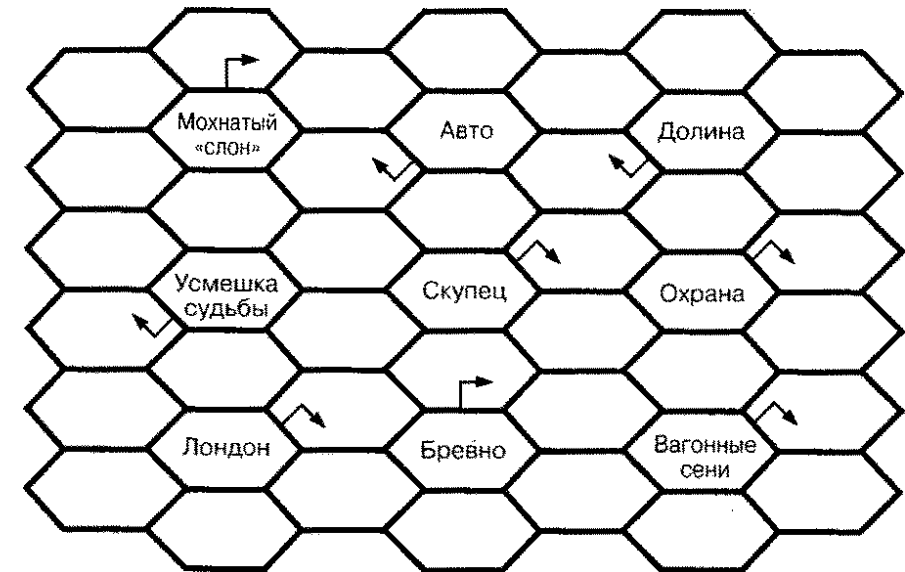 Мохнатый
«слон»
Авто
Долина
Усмешка
судьбы
Скупец
Охрана
Лондон
Бревно
Вагонные
сени